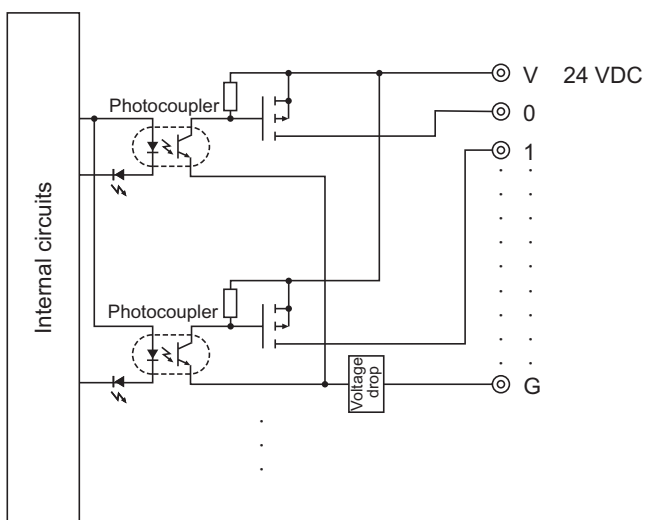 V 24 VDC
Photocoupler
0
1
Internal circuits
Photocoupler
Voltage
drop
G